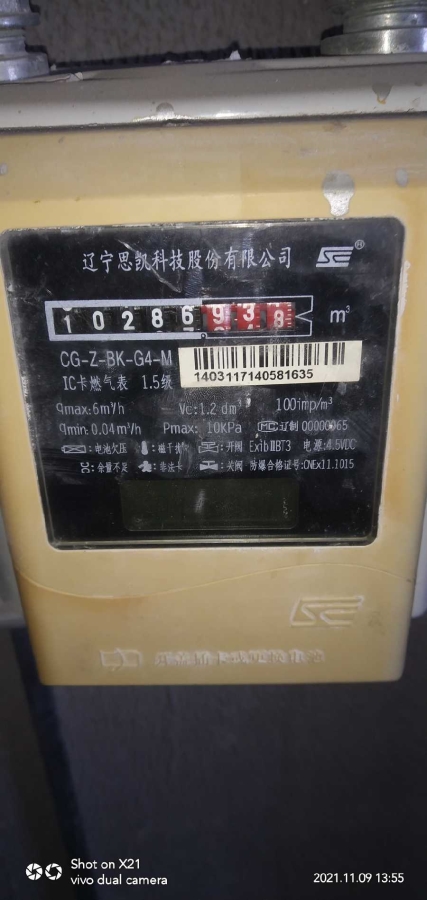 辽宁思凯科技股份有限公司 SC®
10286938 m³
CG-Z-BK-G4-M
IC卡燃气表 1.5级
1403117140581635
qmax:6m³/h Vc:1.2 dm³ 100imp/m³
qmin:0.04m³/h Pmax: 10KPa MC 辽制 00000065
:电池欠压 :磁干扰 :开阀 ExibⅡBT3 电源:4.5VDC
:余量不足 :非法卡 :关阀 防爆合格证号:CNEx11.1015
Shot on X21
vivo dual camera
2021.11.09 13:55